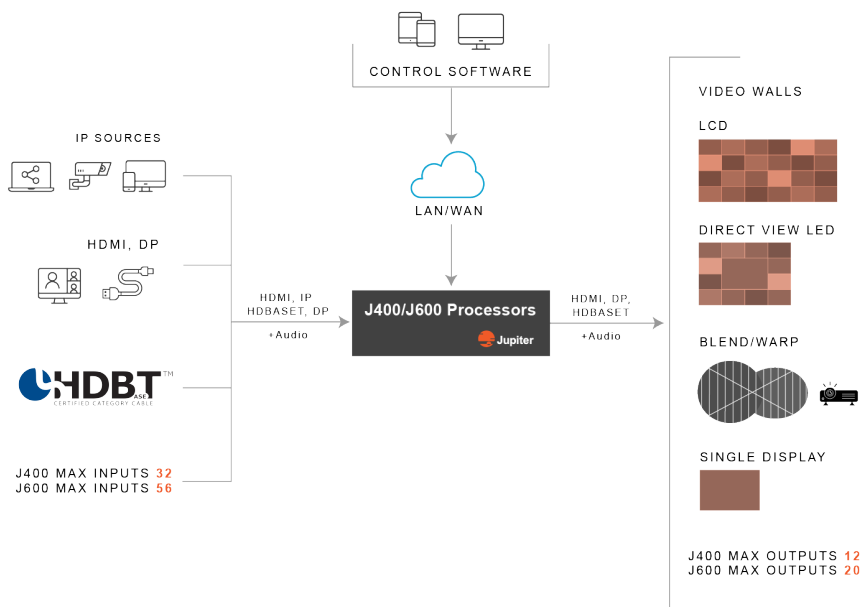 CONTROL SOFTWARE
LAN/WAN
IP SOURCES
HDMI, DP
HDBT™
ASE
CERTIFIED CATEGORY CABLE
J400 MAX INPUTS 32
J600 MAX INPUTS 56
HDMI, IP
HDBASET, DP
+Audio
J400/J600 Processors
Jupiter
HDMI, DP,
HDBASET
+Audio
VIDEO WALLS
LCD
DIRECT VIEW LED
BLEND/WARP
SINGLE DISPLAY
J400 MAX OUTPUTS 12
J600 MAX OUTPUTS 20